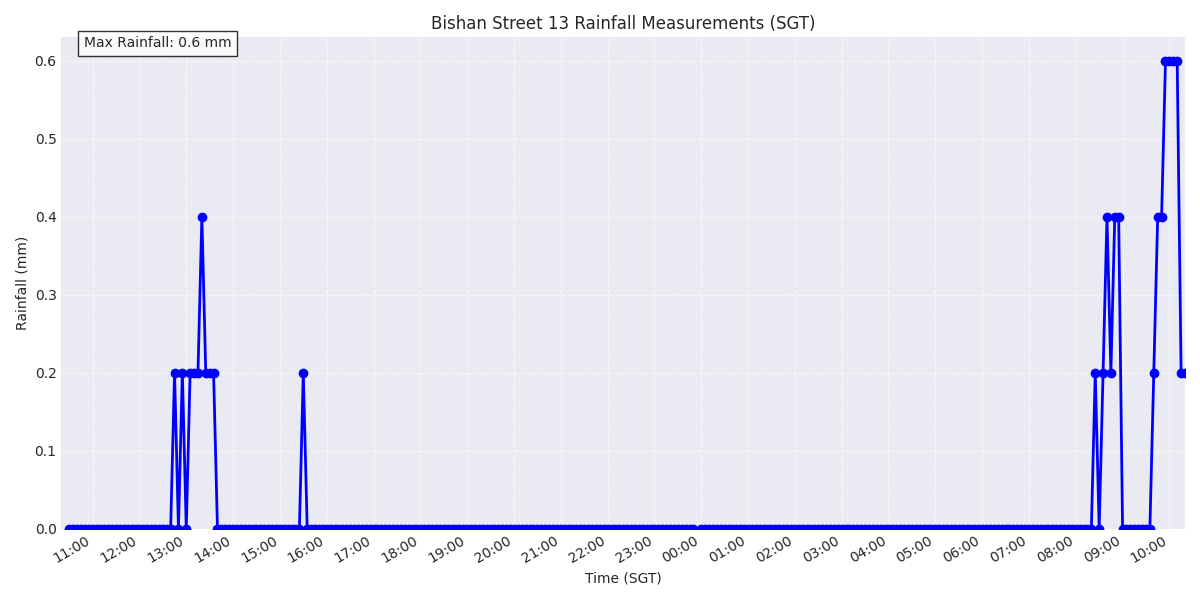 Bishan Street 13 Rainfall Measurements (SGT)
Max Rainfall: 0.6 mm
0.6
0.5
0.4
0.3
0.2
0.1
0.0
Rainfall (mm)
11:00 12:00 13:00 14:00 15:00 16:00 17:00 18:00 19:00 20:00 21:00 22:00 23:00 00:00 01:00 02:00 03:00 04:00 05:00 06:00 07:00 08:00 09:00 10:00
Time (SGT)